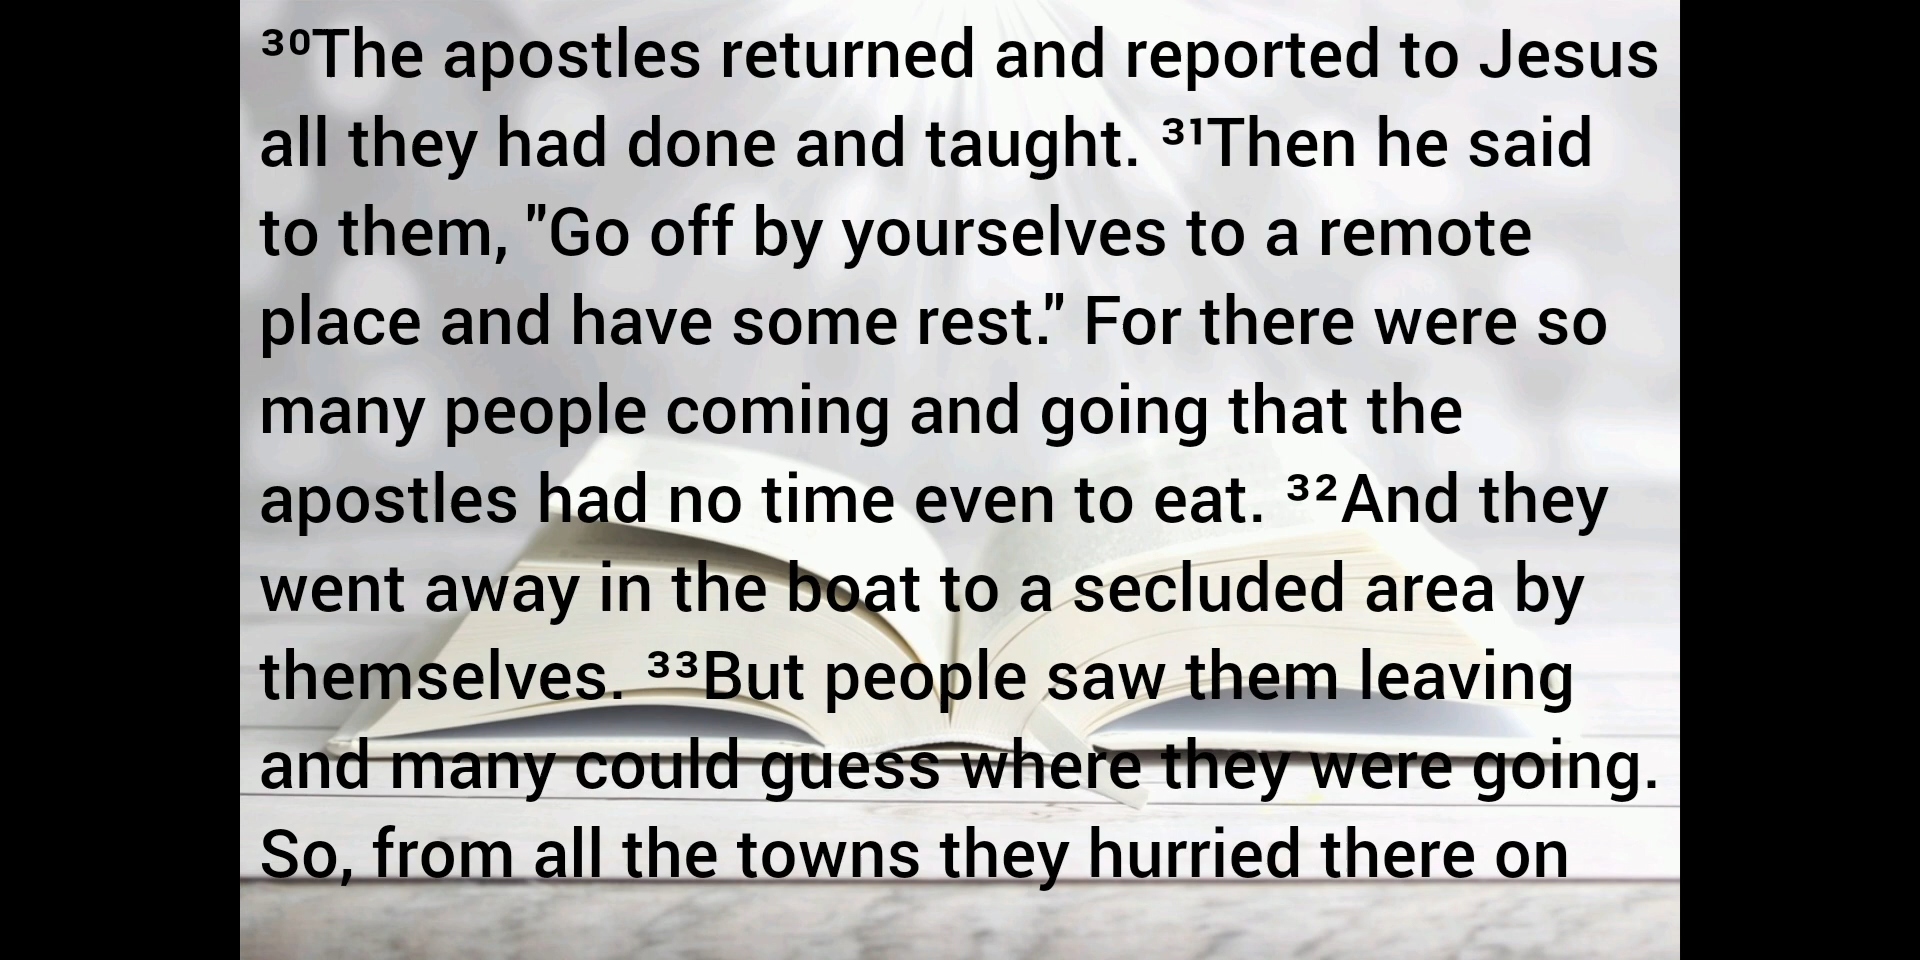 ³⁰The apostles returned and reported to Jesus
all they had done and taught. ³¹Then he said
to them, "Go off by yourselves to a remote
place and have some rest." For there were so
many people coming and going that the
apostles had no time even to eat. ³²And they
went away in the boat to a secluded area by
themselves. ³³But people saw them leaving
and many could guess where they were going.
So, from all the towns they hurried there on